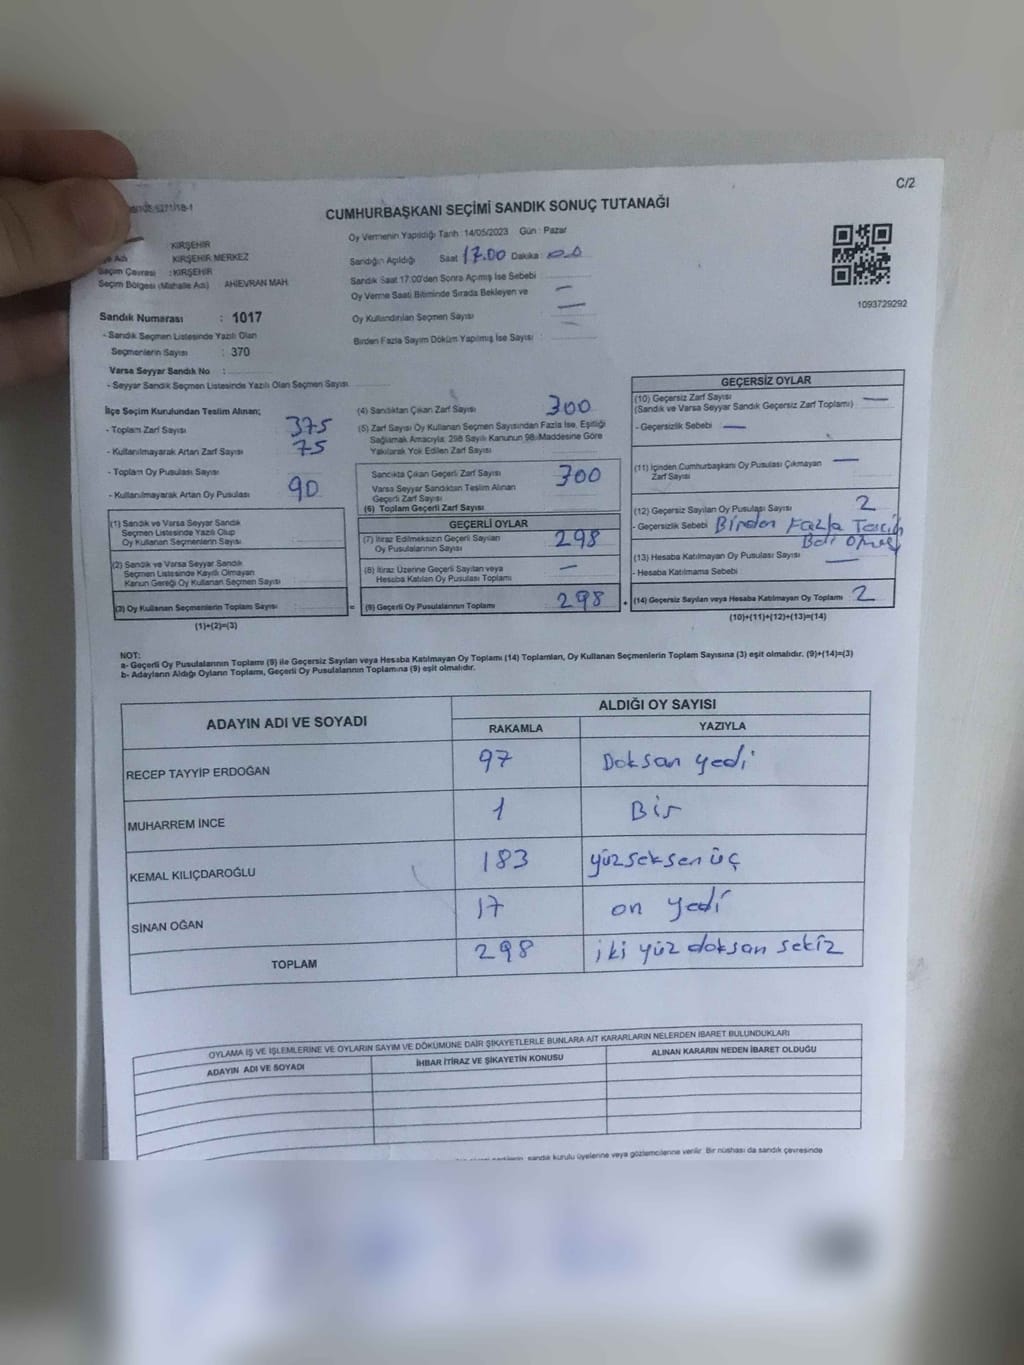 C/2
CUMHURBAŞKANI SEÇİMİ SANDIK SONUÇ TUTANAĞI
KIRŞEHİR
Oy Vermenin Yapıldığı Tarih : 14/05/2023 Gün : Pazar
Adı KIRŞEHİR MERKEZ
Sandığın Açıldığı Saat 17.00 Dakika : 00
Seçim Çevresi : KIRŞEHİR
Seçim Bölgesi (Mahalle Adı) AHİEVRAN MAH.
Sandık Saat 17:00'den Sonra Açılmış İse Sebebi
Oy Verme Saati Bitiminde Sırada Bekleyen ve
Oy Kullandırılan Seçmen Sayısı
Birden Fazla Sayım Döküm Yapılmış İse Sayısı :
1093729292
Sandık Numarası : 1017
- Sandık Seçmen Listesinde Yazılı Olan
Seçmenlerin Sayısı : 370
Varsa Seyyar Sandık No :
- Seyyar Sandık Seçmen Listesinde Yazılı Olan Seçmen Sayısı
İlçe Seçim Kurulundan Teslim Alınan;
- Toplam Zarf Sayısı 375
- Kullanılmayarak Artan Zarf Sayısı 75
- Toplam Oy Pusulası Sayısı
- Kullanılmayarak Artan Oy Pusulası 90
(1) Sandık ve Varsa Seyyar Sandık
Seçmen Listesinde Yazılı Olup
Oy Kullanan Seçmenlerin Sayısı
(2) Sandık ve Varsa Seyyar Sandık
Seçmen Listesinde Kayıtlı Olmayan
Kanun Gereği Oy Kullanan Seçmen Sayısı
(3) Oy Kullanan Seçmenlerin Toplam Sayısı =
(1)+(2)=(3)
(4) Sandıktan Çıkan Zarf Sayısı 300
(5) Zarf Sayısı Oy Kullanan Seçmen Sayısından Fazla İse, Eşitliği
Sağlamak Amacıyla; 298 Sayılı Kanunun 98. Maddesine Göre
Yakılarak Yok Edilen Zarf Sayısı
Sandıkta Çıkan Geçerli Zarf Sayısı 300
Varsa Seyyar Sandıktan Teslim Alınan
Geçerli Zarf Sayısı
(6) Toplam Geçerli Zarf Sayısı
GEÇERLİ OYLAR
(7) İtiraz Edilmeksizin Geçerli Sayılan
Oy Pusulalarının Sayısı 298
(8) İtiraz Üzerine Geçerli Sayılan veya
Hesaba Katılan Oy Pusulası Toplamı
(9) Geçerli Oy Pusulalarının Toplamı 298 +
GEÇERSİZ OYLAR
(10) Geçersiz Zarf Sayısı
(Sandık ve Varsa Seyyar Sandık Geçersiz Zarf Toplamı)
- Geçersizlik Sebebi
(11) İçinden Cumhurbaşkanı Oy Pusulası Çıkmayan
Zarf Sayısı
(12) Geçersiz Sayılan Oy Pusulası Sayısı 2
- Geçersizlik Sebebi Birden Fazla Tercih
(13) Hesaba Katılmayan Oy Pusulası Sayısı
- Hesaba Katılmama Sebebi
(14) Geçersiz Sayılan veya Hesaba Katılmayan Oy Toplamı 2
(10)+(11)+(12)+(13)=(14)
NOT:
a- Geçerli Oy Pusulalarının Toplamı (9) ile Geçersiz Sayılan veya Hesaba Katılmayan Oy Toplamı (14) Toplamları, Oy Kullanan Seçmenlerin Toplam Sayısına (3) eşit olmalıdır. (9)+(14)=(3)
b- Adayların Aldığı Oyların Toplamı, Geçerli Oy Pusulalarının Toplamına (9) eşit olmalıdır.
ADAYIN ADI VE SOYADI
ALDIĞI OY SAYISI
RAKAMLA YAZIYLA
RECEP TAYYİP ERDOĞAN 97 Doksan yedi
MUHARREM İNCE 1 Bir
KEMAL KILIÇDAROĞLU 183 yüzseksen üç
SİNAN OĞAN 17 on yedi
TOPLAM 298 iki yüz doksan sekiz
OYLAMA İŞ VE İŞLEMLERİNE VE OYLARIN SAYIM VE DÖKÜMÜNE DAİR ŞİKAYETLERLE BUNLARA AİT KARARLARIN NELERDEN İBARET BULUNDUKLARI
ADAYIN ADI VE SOYADI İHBAR İTİRAZ VE ŞİKAYETİN KONUSU ALINAN KARARIN NEDEN İBARET OLDUĞU
sandık kurulu üyelerine veya gözlemcilerine verilir. Bir nüshası da sandık çevresinde